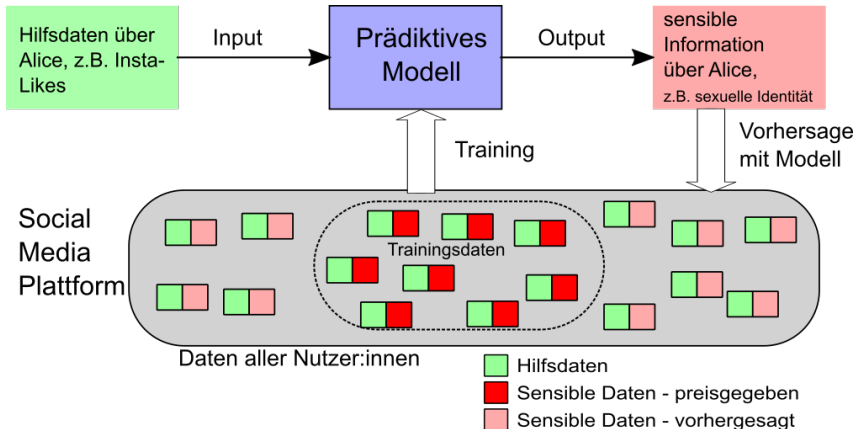 Hilfsdaten über
Alice, z.B. Insta-
Likes
Input
Prädiktives
Modell
Output
sensible
Information
über Alice,
z.B. sexuelle Identität
Training
Vorhersage
mit Modell
Social
Media
Plattform
Trainingsdaten
Daten aller Nutzer:innen
Hilfsdaten
Sensible Daten - preisgegeben
Sensible Daten - vorhergesagt